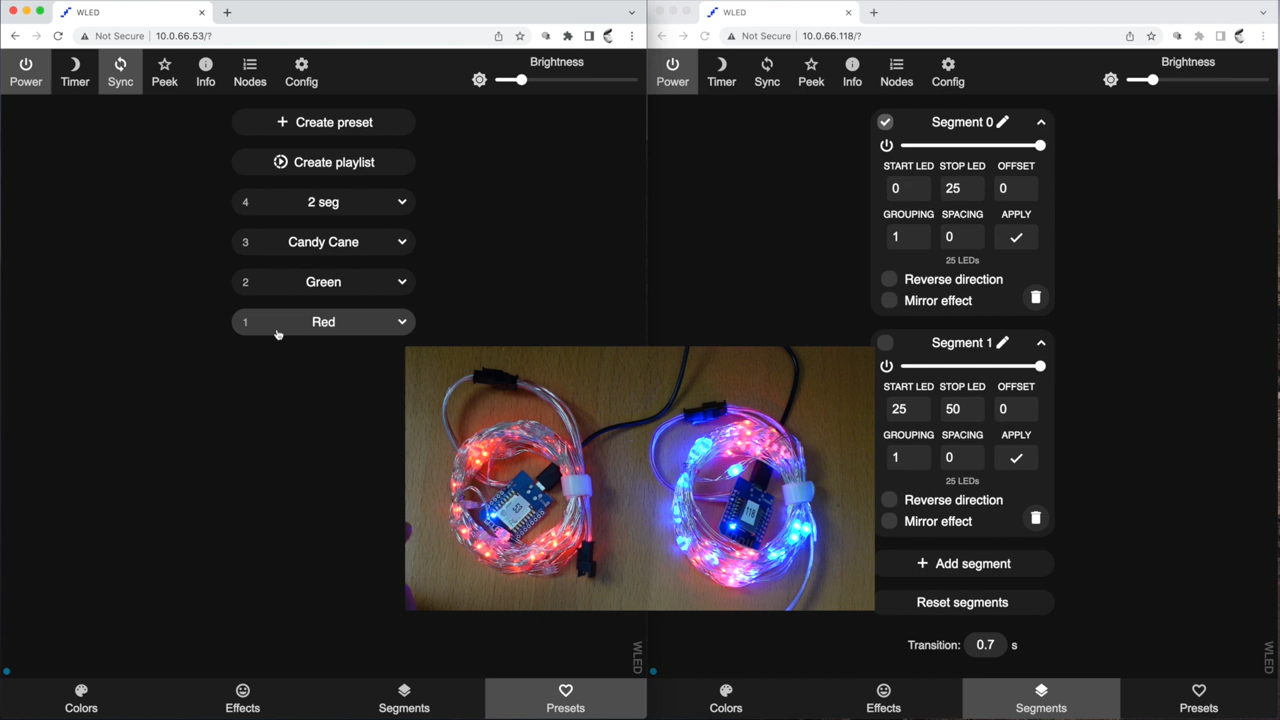 WLED
WLED
Not Secure | 10.0.66.53/?
Not Secure | 10.0.66.118/?
Power
Timer
Sync
Peek
Info
Nodes
Config
Brightness
Power
Timer
Sync
Peek
Info
Nodes
Config
Brightness
+ Create preset
Create playlist
4 2 seg
3 Candy Cane
2 Green
1 Red
Segment 0
START LED STOP LED OFFSET
0 25 0
GROUPING SPACING APPLY
1 0
25 LEDs
Reverse direction
Mirror effect
Segment 1
START LED STOP LED OFFSET
25 50 0
GROUPING SPACING APPLY
1 0
25 LEDs
Reverse direction
Mirror effect
118
+ Add segment
Reset segments
Transition: 0.7 s
WLED
WLED
Colors
Effects
Segments
Presets
Colors
Effects
Segments
Presets